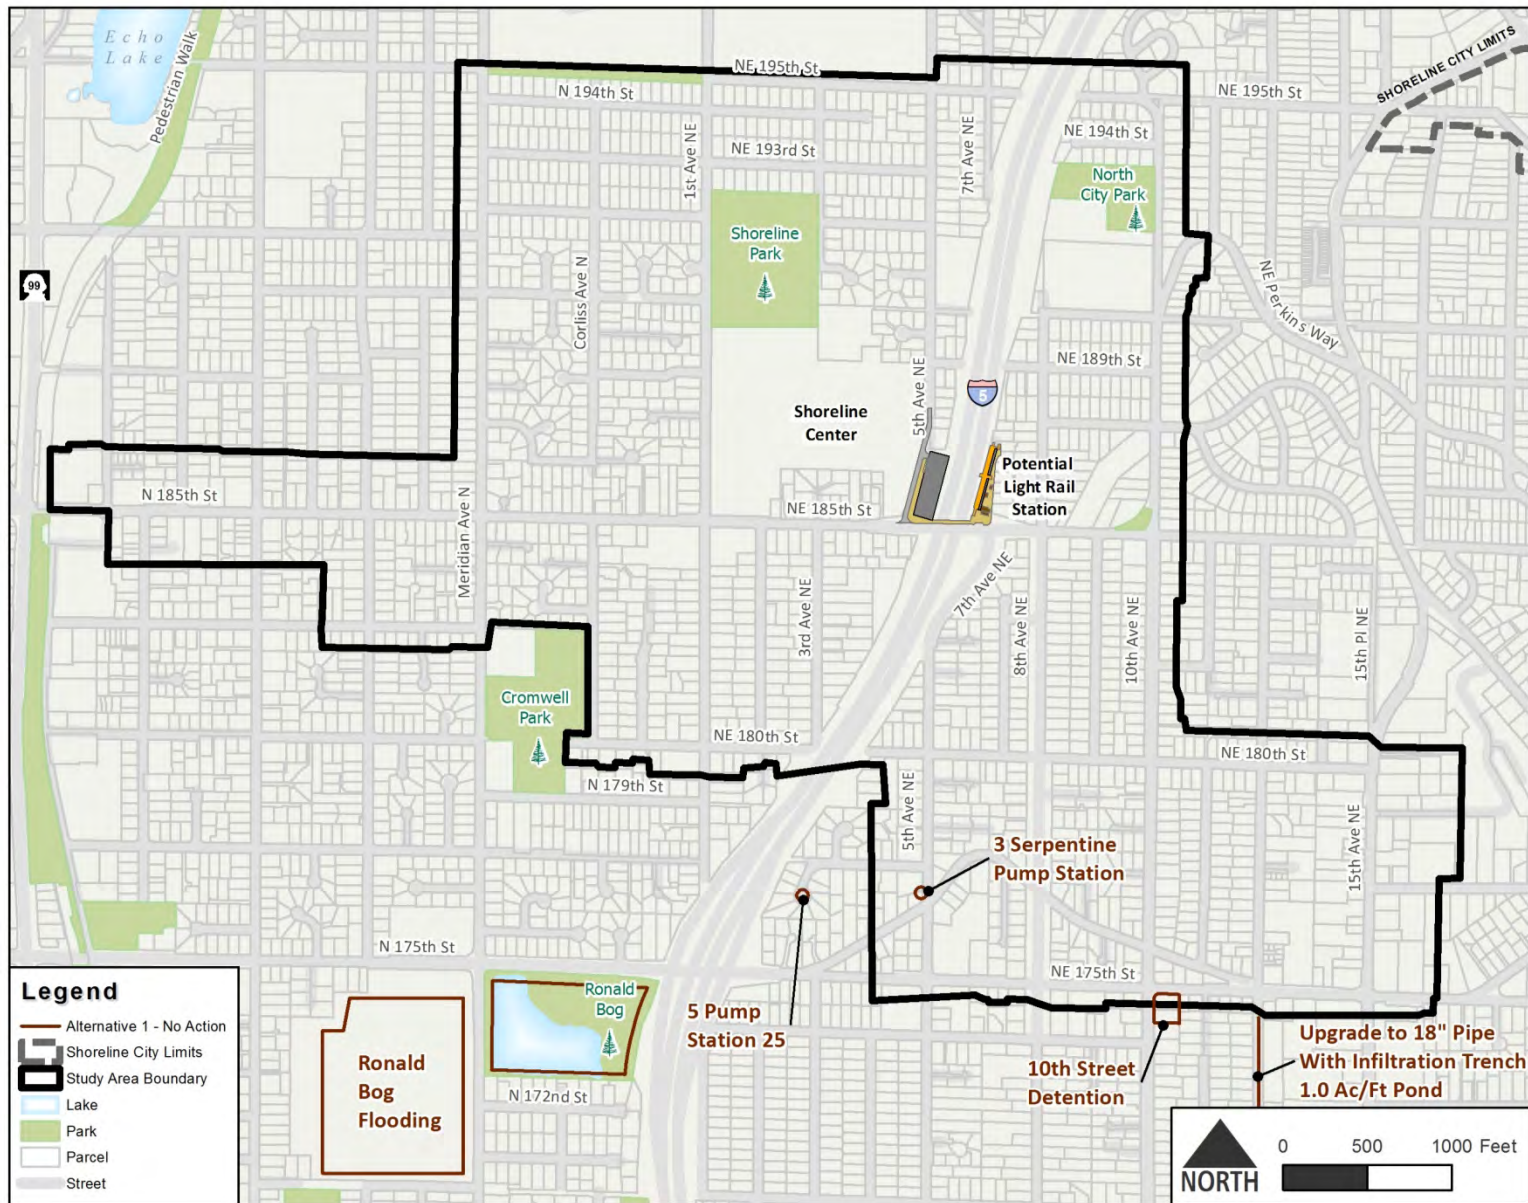 Echo
Lake
Pedestrian Walk
NE 195th St
N 194th St
SHORELINE CITY LIMITS
NE 195th St
NE 194th St
7th Ave NE
1st Ave NE
NE 193rd St
North
City Park
Shoreline
Park
99
Corliss Ave N
NE Perkins Way
NE 189th St
5th Ave NE
5
Shoreline
Center
Potential
Light Rail
Station
N 185th St
Meridian Ave N
NE 185th St
7th Ave NE
3rd Ave NE
8th Ave NE
10th Ave NE
15th Pl NE
Cromwell
Park
NE 180th St
NE 180th St
N 179th St
5th Ave NE
15th Ave NE
3 Serpentine
Pump Station
N 175th St
NE 175th St
Ronald
Bog
5 Pump
Station 25
10th Street
Detention
Upgrade to 18" Pipe
With Infiltration Trench
1.0 Ac/Ft Pond
Ronald
Bog
Flooding
N 172nd St
Legend
Alternative 1 - No Action
Shoreline City Limits
Study Area Boundary
Lake
Park
Parcel
Street
NORTH
0 500 1000 Feet